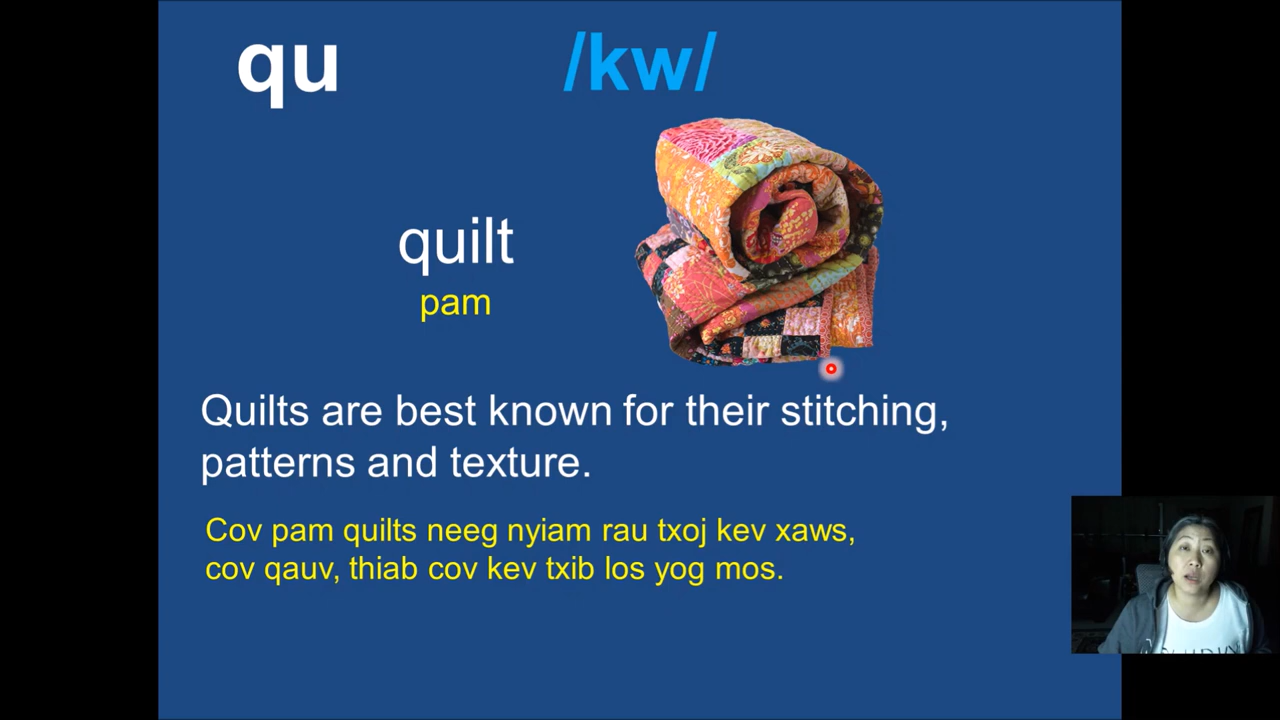 qu /kw/
quilt
pam
Quilts are best known for their stitching,
patterns and texture.
Cov pam quilts neeg nyiam rau txoj kev xaws,
cov qauv, thiab cov kev txib los yog mos.